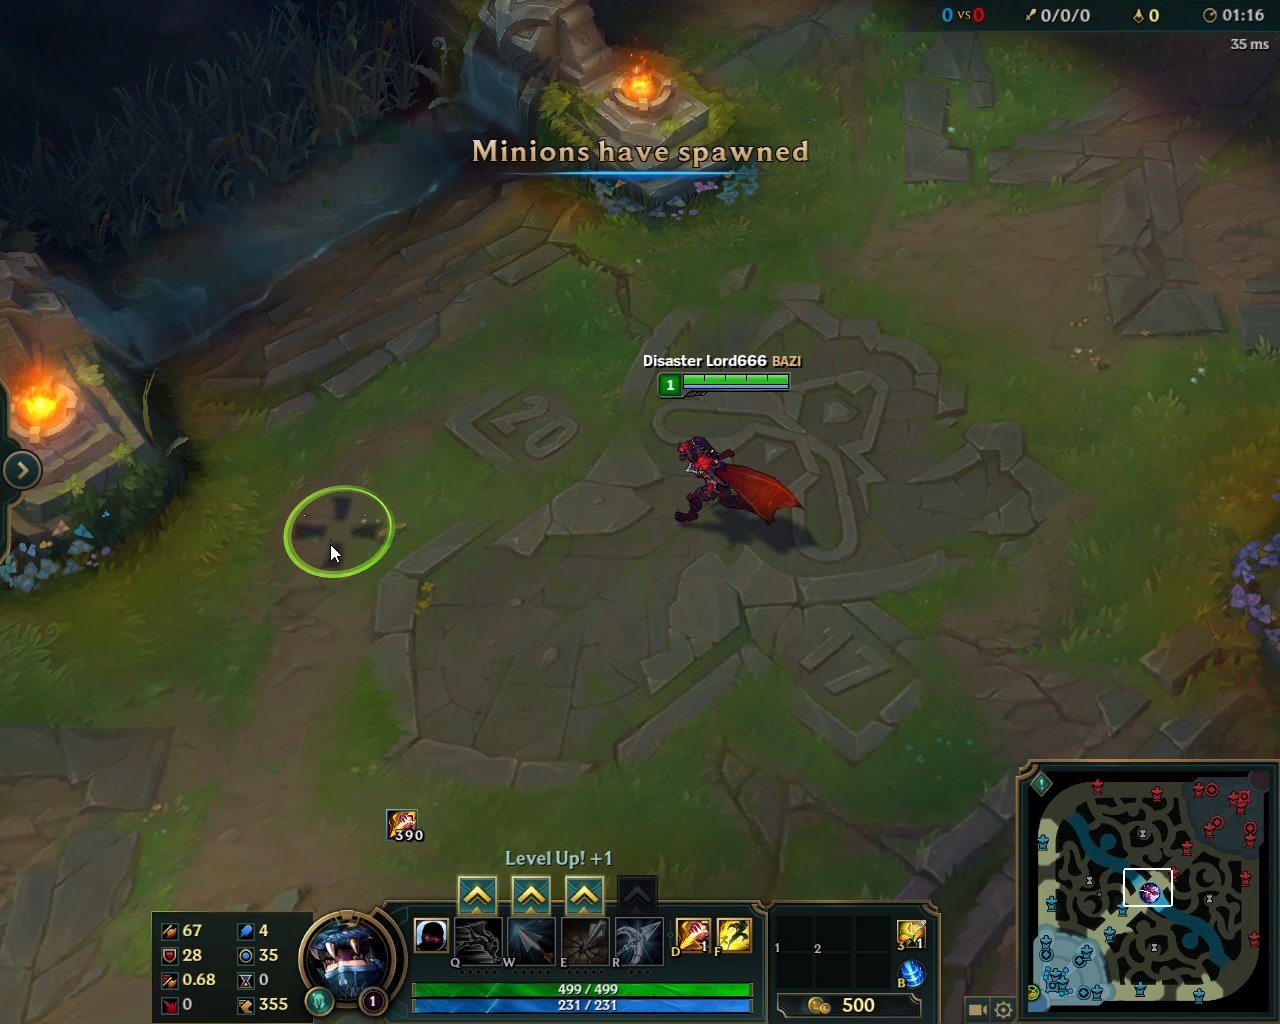 0 vs 0 0/0/0 0 01:16
35 ms
Minions have spawned
Disaster Lord666 BAZI
1
20
17
390
Level Up! +1
67 4
28 35
0.68 0
0 355
1
Q W E R D 1 F
499 / 499
231 / 231
1 2 3 1
B
500